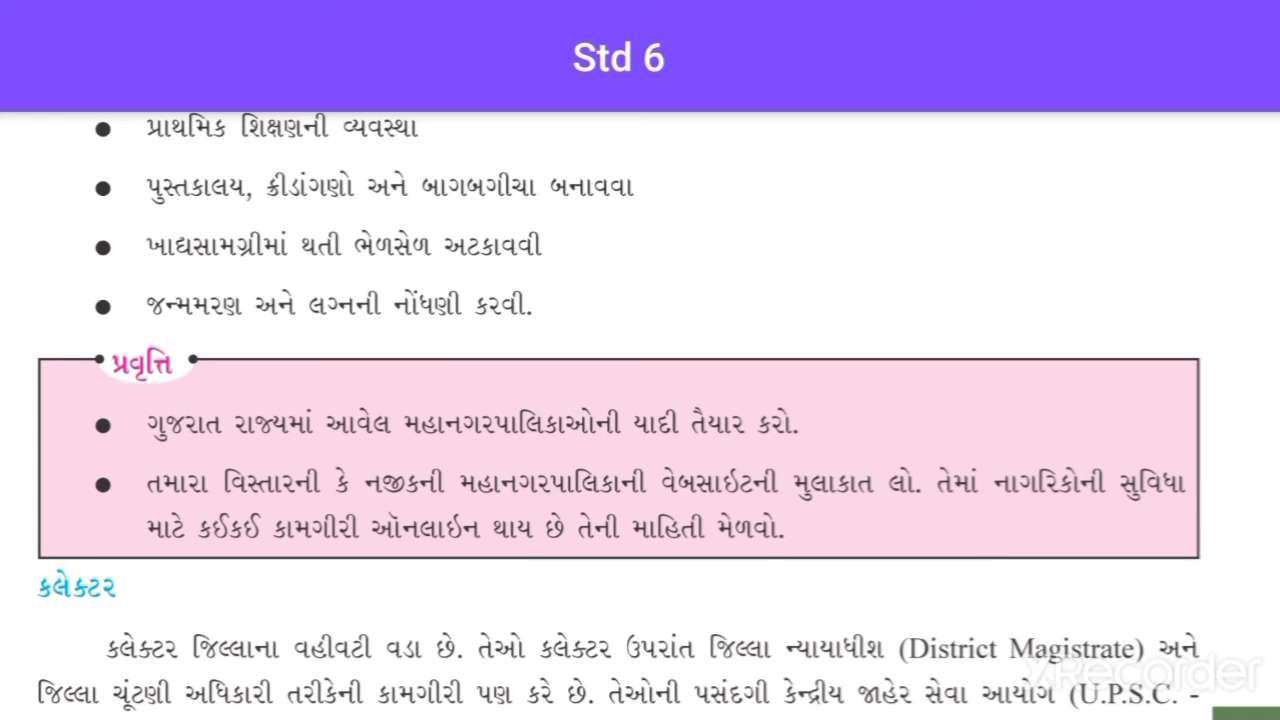 Std 6
● પ્રાથમિક શિક્ષણની વ્યવસ્થા
● પુસ્તકાલય, ક્રીડાંગણો અને બાગબગીચા બનાવવા
● ખાદ્યસામગ્રીમાં થતી ભેળસેળ અટકાવવી
● જન્મમરણ અને લગ્નની નોંધણી કરવી.
પ્રવૃત્તિ
● ગુજરાત રાજ્યમાં આવેલ મહાનગરપાલિકાઓની યાદી તૈયાર કરો.
● તમારા વિસ્તારની કે નજીકની મહાનગરપાલિકાની વેબસાઇટની મુલાકાત લો. તેમાં નાગરિકોની સુવિધા
માટે કઈકઈ કામગીરી ઑનલાઇન થાય છે તેની માહિતી મેળવો.
કલેક્ટર
કલેક્ટર જિલ્લાના વહીવટી વડા છે. તેઓ કલેક્ટર ઉપરાંત જિલ્લા ન્યાયાધીશ (District Magistrate) અને
જિલ્લા ચૂંટણી અધિકારી તરીકેની કામગીરી પણ કરે છે. તેઓની પસંદગી કેન્દ્રીય જાહેર સેવા આયોગ (U.P.S.C. -
XRecorder